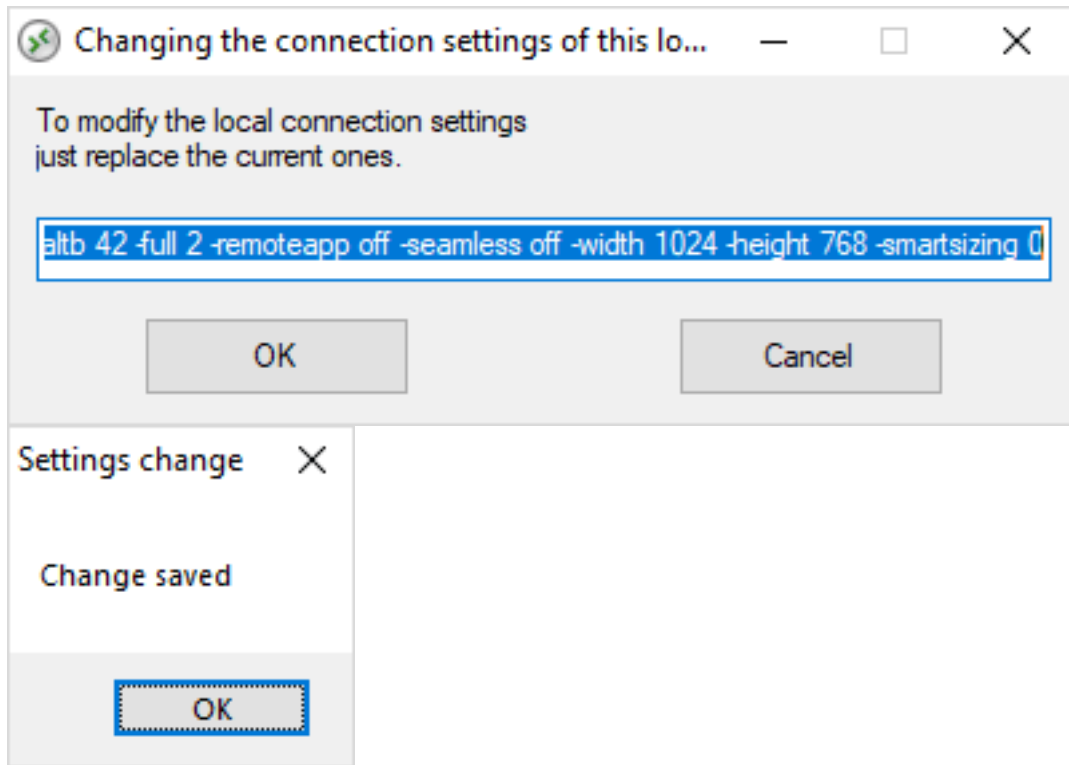 Changing the connection settings of this lo...
To modify the local connection settings
just replace the current ones.
altb 42 -full 2 -remoteapp off -seamless off -width 1024 -height 768 -smartsizing 0
OK
Cancel
Settings change
Change saved
OK